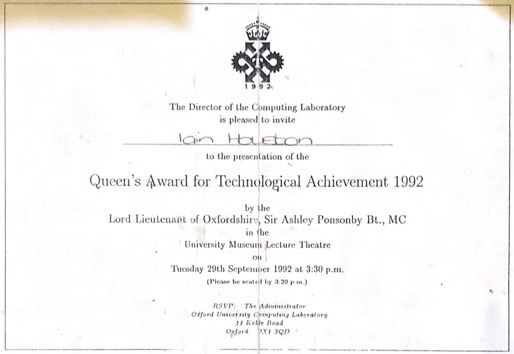 1992
The Director of the Computing Laboratory
is pleased to invite
Iain Houston
to the presentation of the
Queen's Award for Technological Achievement 1992
by the
Lord Lieutenant of Oxfordshire, Sir Ashley Ponsonby Bt., MC
in the
University Museum Lecture Theatre
on
Tuesday 29th September 1992 at 3:30 p.m.
(Please be seated by 3:20 p.m.)
RSVP: The Administrator
Oxford University Computing Laboratory
11 Keble Road
Oxford OX1 3QD